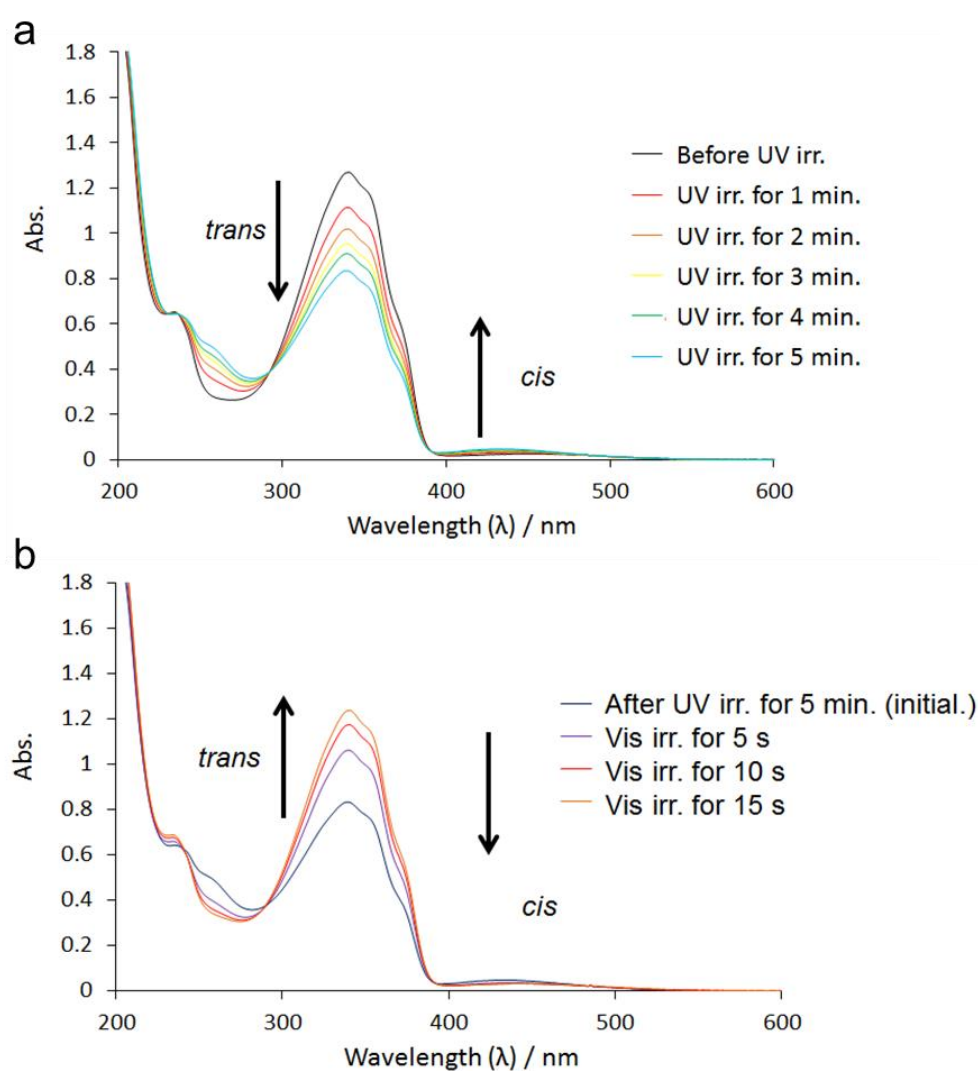 a
1.8
1.6
1.4
1.2
1
0.8
0.6
0.4
0.2
0
Abs.
200 300 400 500 600
Wavelength (λ) / nm
trans
cis
Before UV irr.
UV irr. for 1 min.
UV irr. for 2 min.
UV irr. for 3 min.
UV irr. for 4 min.
UV irr. for 5 min.
b
1.8
1.6
1.4
1.2
1
0.8
0.6
0.4
0.2
0
Abs.
200 300 400 500 600
Wavelength (λ) / nm
trans
cis
After UV irr. for 5 min. (initial.)
Vis irr. for 5 s
Vis irr. for 10 s
Vis irr. for 15 s